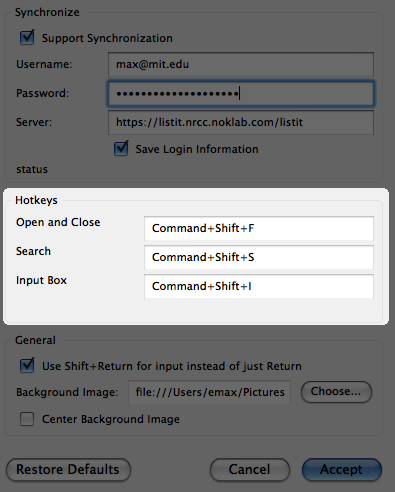 Synchronize
Support Synchronization
Username: max@mit.edu
Password: ••••••••••••••••••••
Server: https://listit.nrcc.noklab.com/listit
Save Login Information
status
Hotkeys
Open and Close Command+Shift+F
Search Command+Shift+S
Input Box Command+Shift+I
General
Use Shift+Return for input instead of just Return
Background Image: file:///Users/emax/Pictures Choose...
Center Background Image
Restore Defaults Cancel Accept